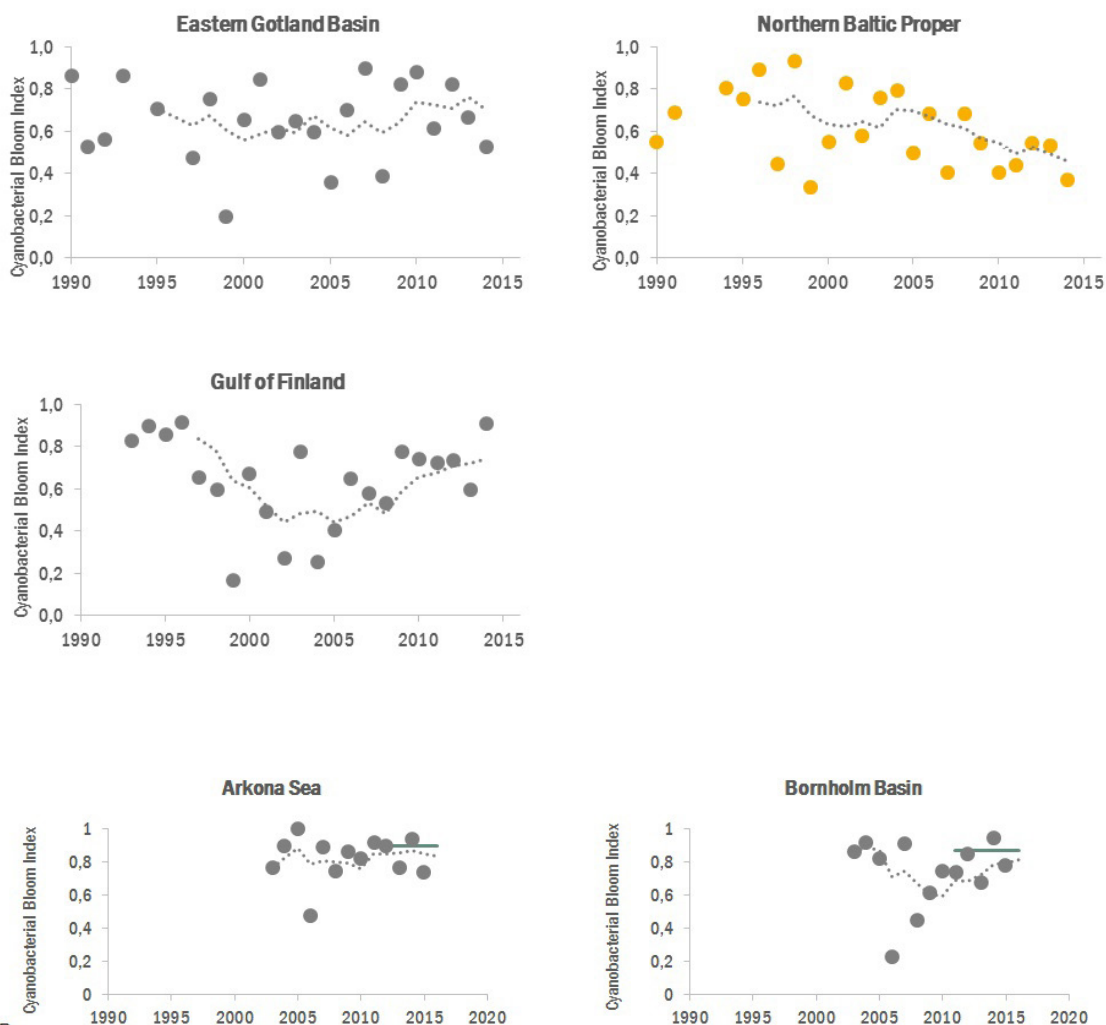 Eastern Gotland Basin
Cyanobacterial Bloom Index
1,0
0,8
0,6
0,4
0,2
0,0
1990 1995 2000 2005 2010 2015
Northern Baltic Proper
Cyanobacterial Bloom Index
1,0
0,8
0,6
0,4
0,2
0,0
1990 1995 2000 2005 2010 2015
Gulf of Finland
Cyanobacterial Bloom Index
1,0
0,8
0,6
0,4
0,2
0,0
1990 1995 2000 2005 2010 2015
Arkona Sea
Cyanobacterial Bloom Index
1
0,8
0,6
0,4
0,2
0
1990 1995 2000 2005 2010 2015 2020
Bornholm Basin
Cyanobacterial Bloom Index
1
0,8
0,6
0,4
0,2
0
1990 1995 2000 2005 2010 2015 2020